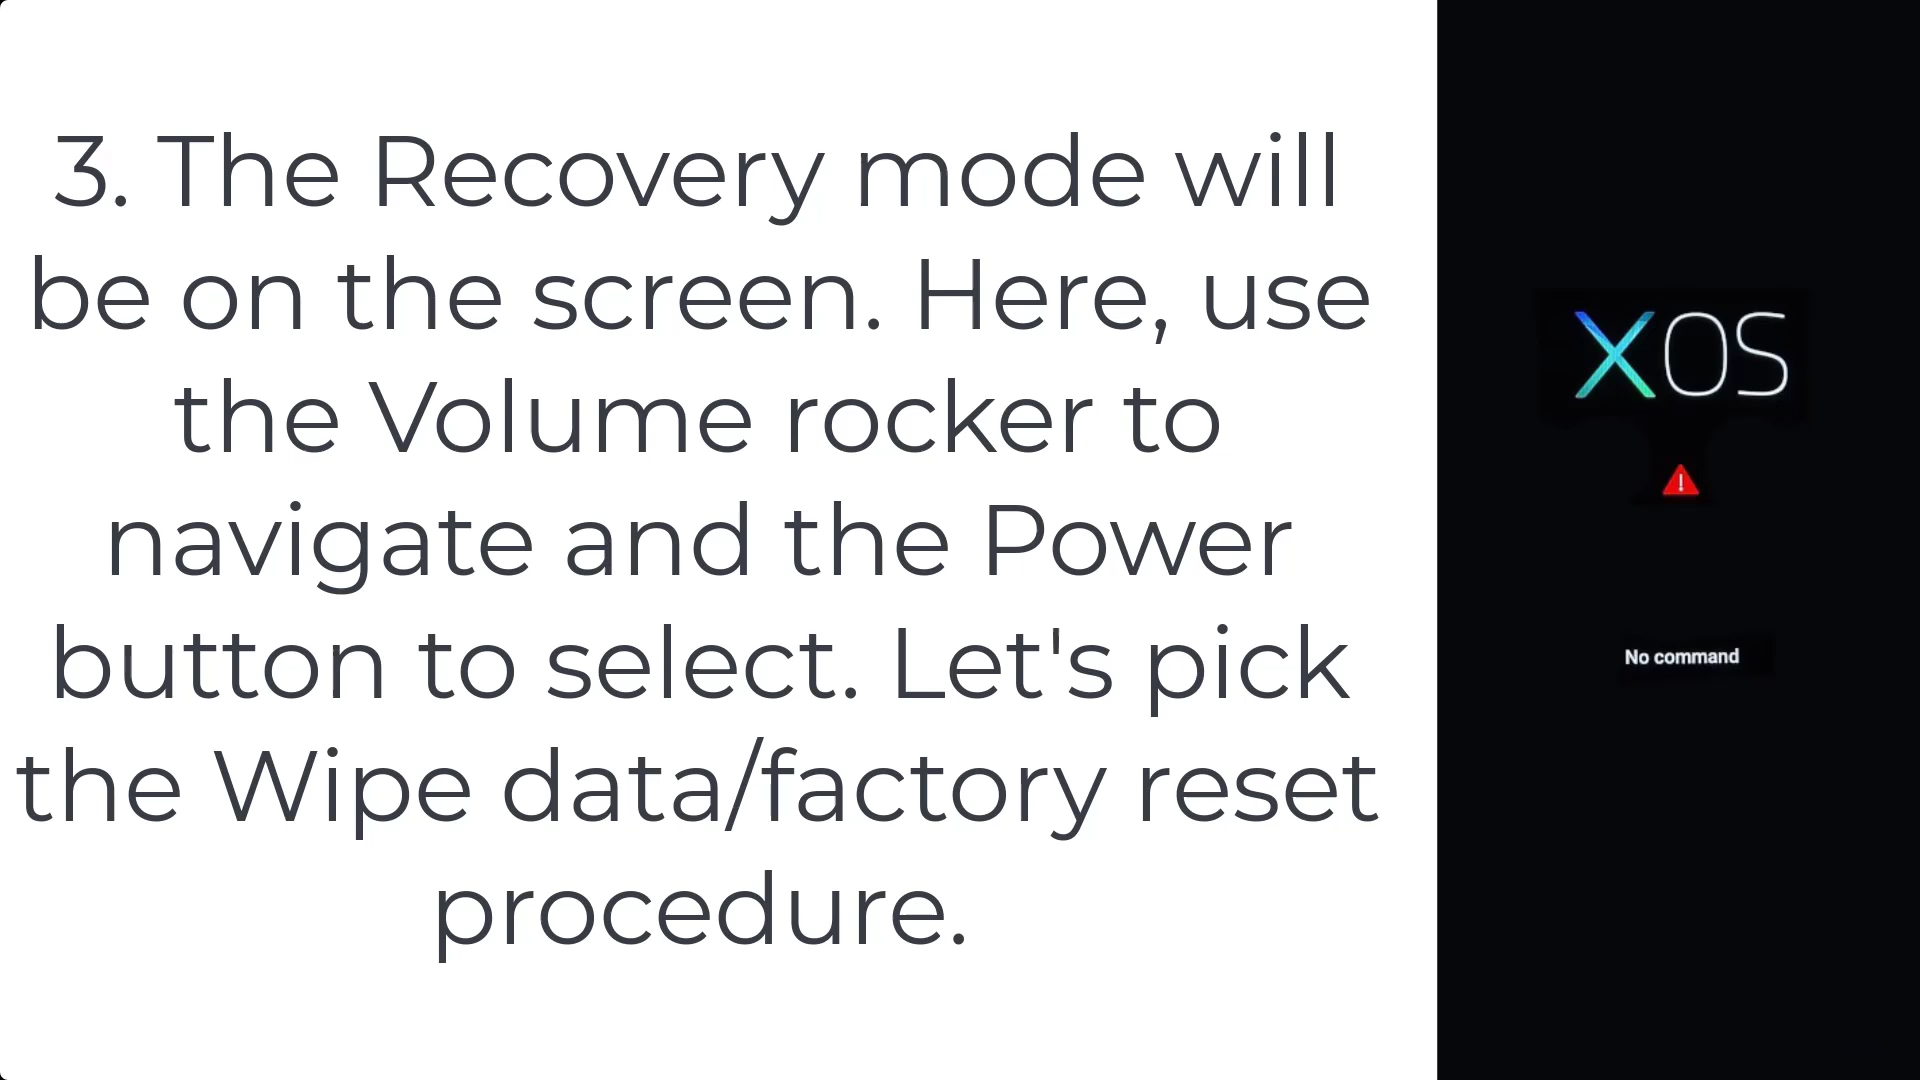 3. The Recovery mode will
be on the screen. Here, use
the Volume rocker to
navigate and the Power
button to select. Let's pick
the Wipe data/factory reset
procedure.
XOS
No command